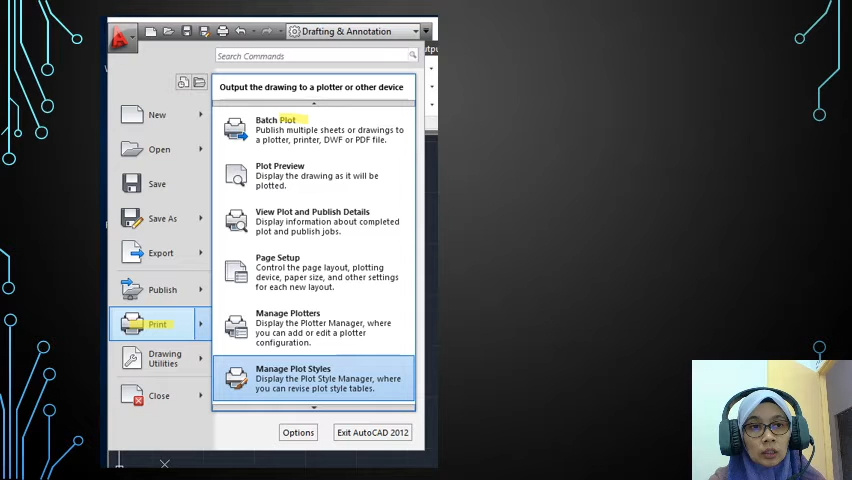 Drafting & Annotation
Search Commands
Output the drawing to a plotter or other device
New
Open
Save
Save As
Export
Publish
Print
Drawing
Utilities
Close
Batch Plot
Publish multiple sheets or drawings to
a plotter, printer, DWF or PDF file.
Plot Preview
Display the drawing as it will be
plotted.
View Plot and Publish Details
Display information about completed
plot and publish jobs.
Page Setup
Control the page layout, plotting
device, paper size, and other settings
for each new layout.
Manage Plotters
Display the Plotter Manager, where
you can add or edit a plotter
configuration.
Manage Plot Styles
Display the Plot Style Manager, where
you can revise plot style tables.
Options
Exit AutoCAD 2012